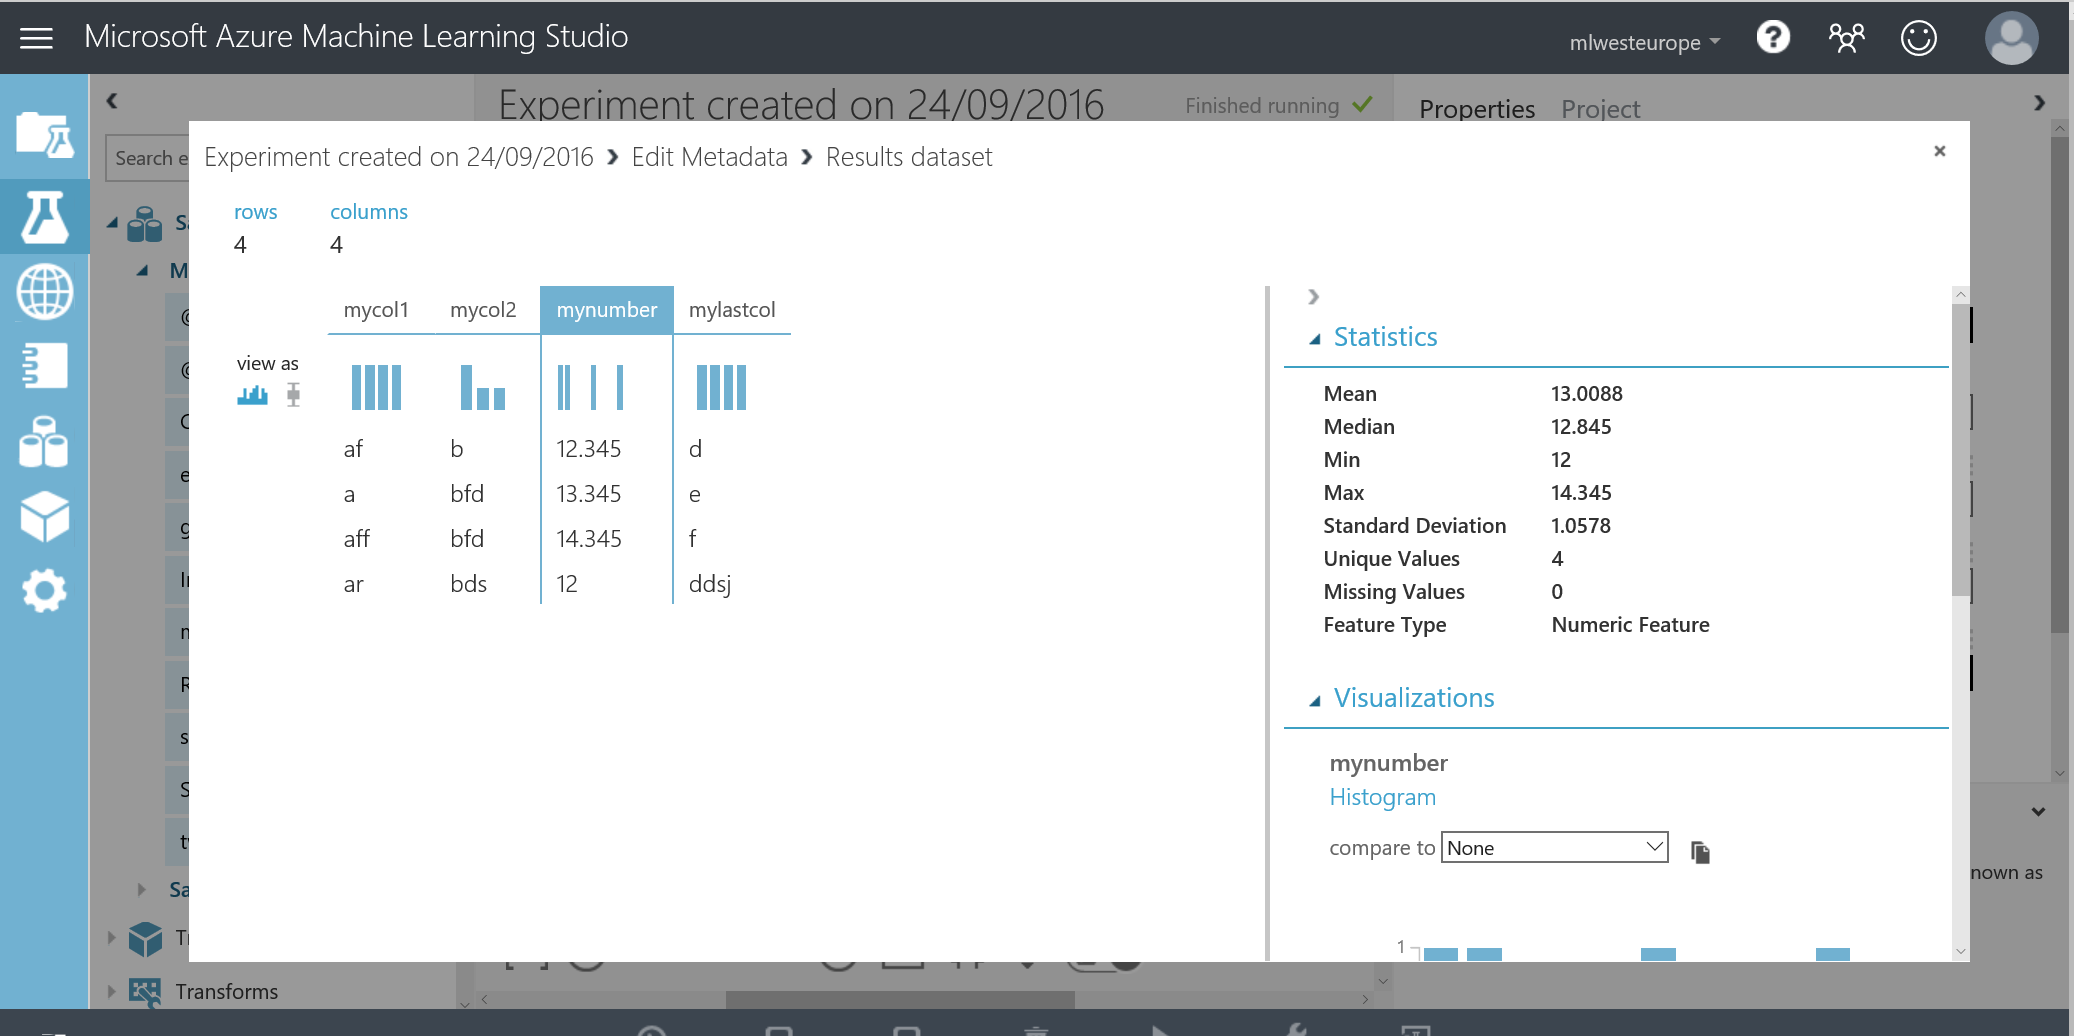 Microsoft Azure Machine Learning Studio
mlwesteurope
Experiment created on 24/09/2016
Finished running
Properties Project
Search e
Experiment created on 24/09/2016 › Edit Metadata › Results dataset
rows columns
4 4
mycol1 mycol2 mynumber mylastcol
view as
af b 12.345 d
a bfd 13.345 e
aff bfd 14.345 f
ar bds 12 ddsj
Statistics
Mean 13.0088
Median 12.845
Min 12
Max 14.345
Standard Deviation 1.0578
Unique Values 4
Missing Values 0
Feature Type Numeric Feature
Visualizations
mynumber
Histogram
compare to None
1
nown as
Sa
Transforms